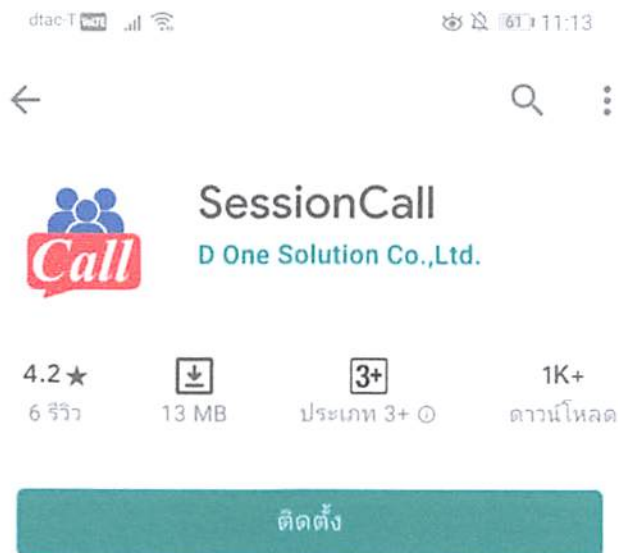 dtac-T VoLTE 61 11:13
SessionCall
Call
D One Solution Co.,Ltd.
4.2★ 3+ 1K+
6 รีวิว 13 MB ประเภท 3+ ดาวน์โหลด
ติดตั้ง